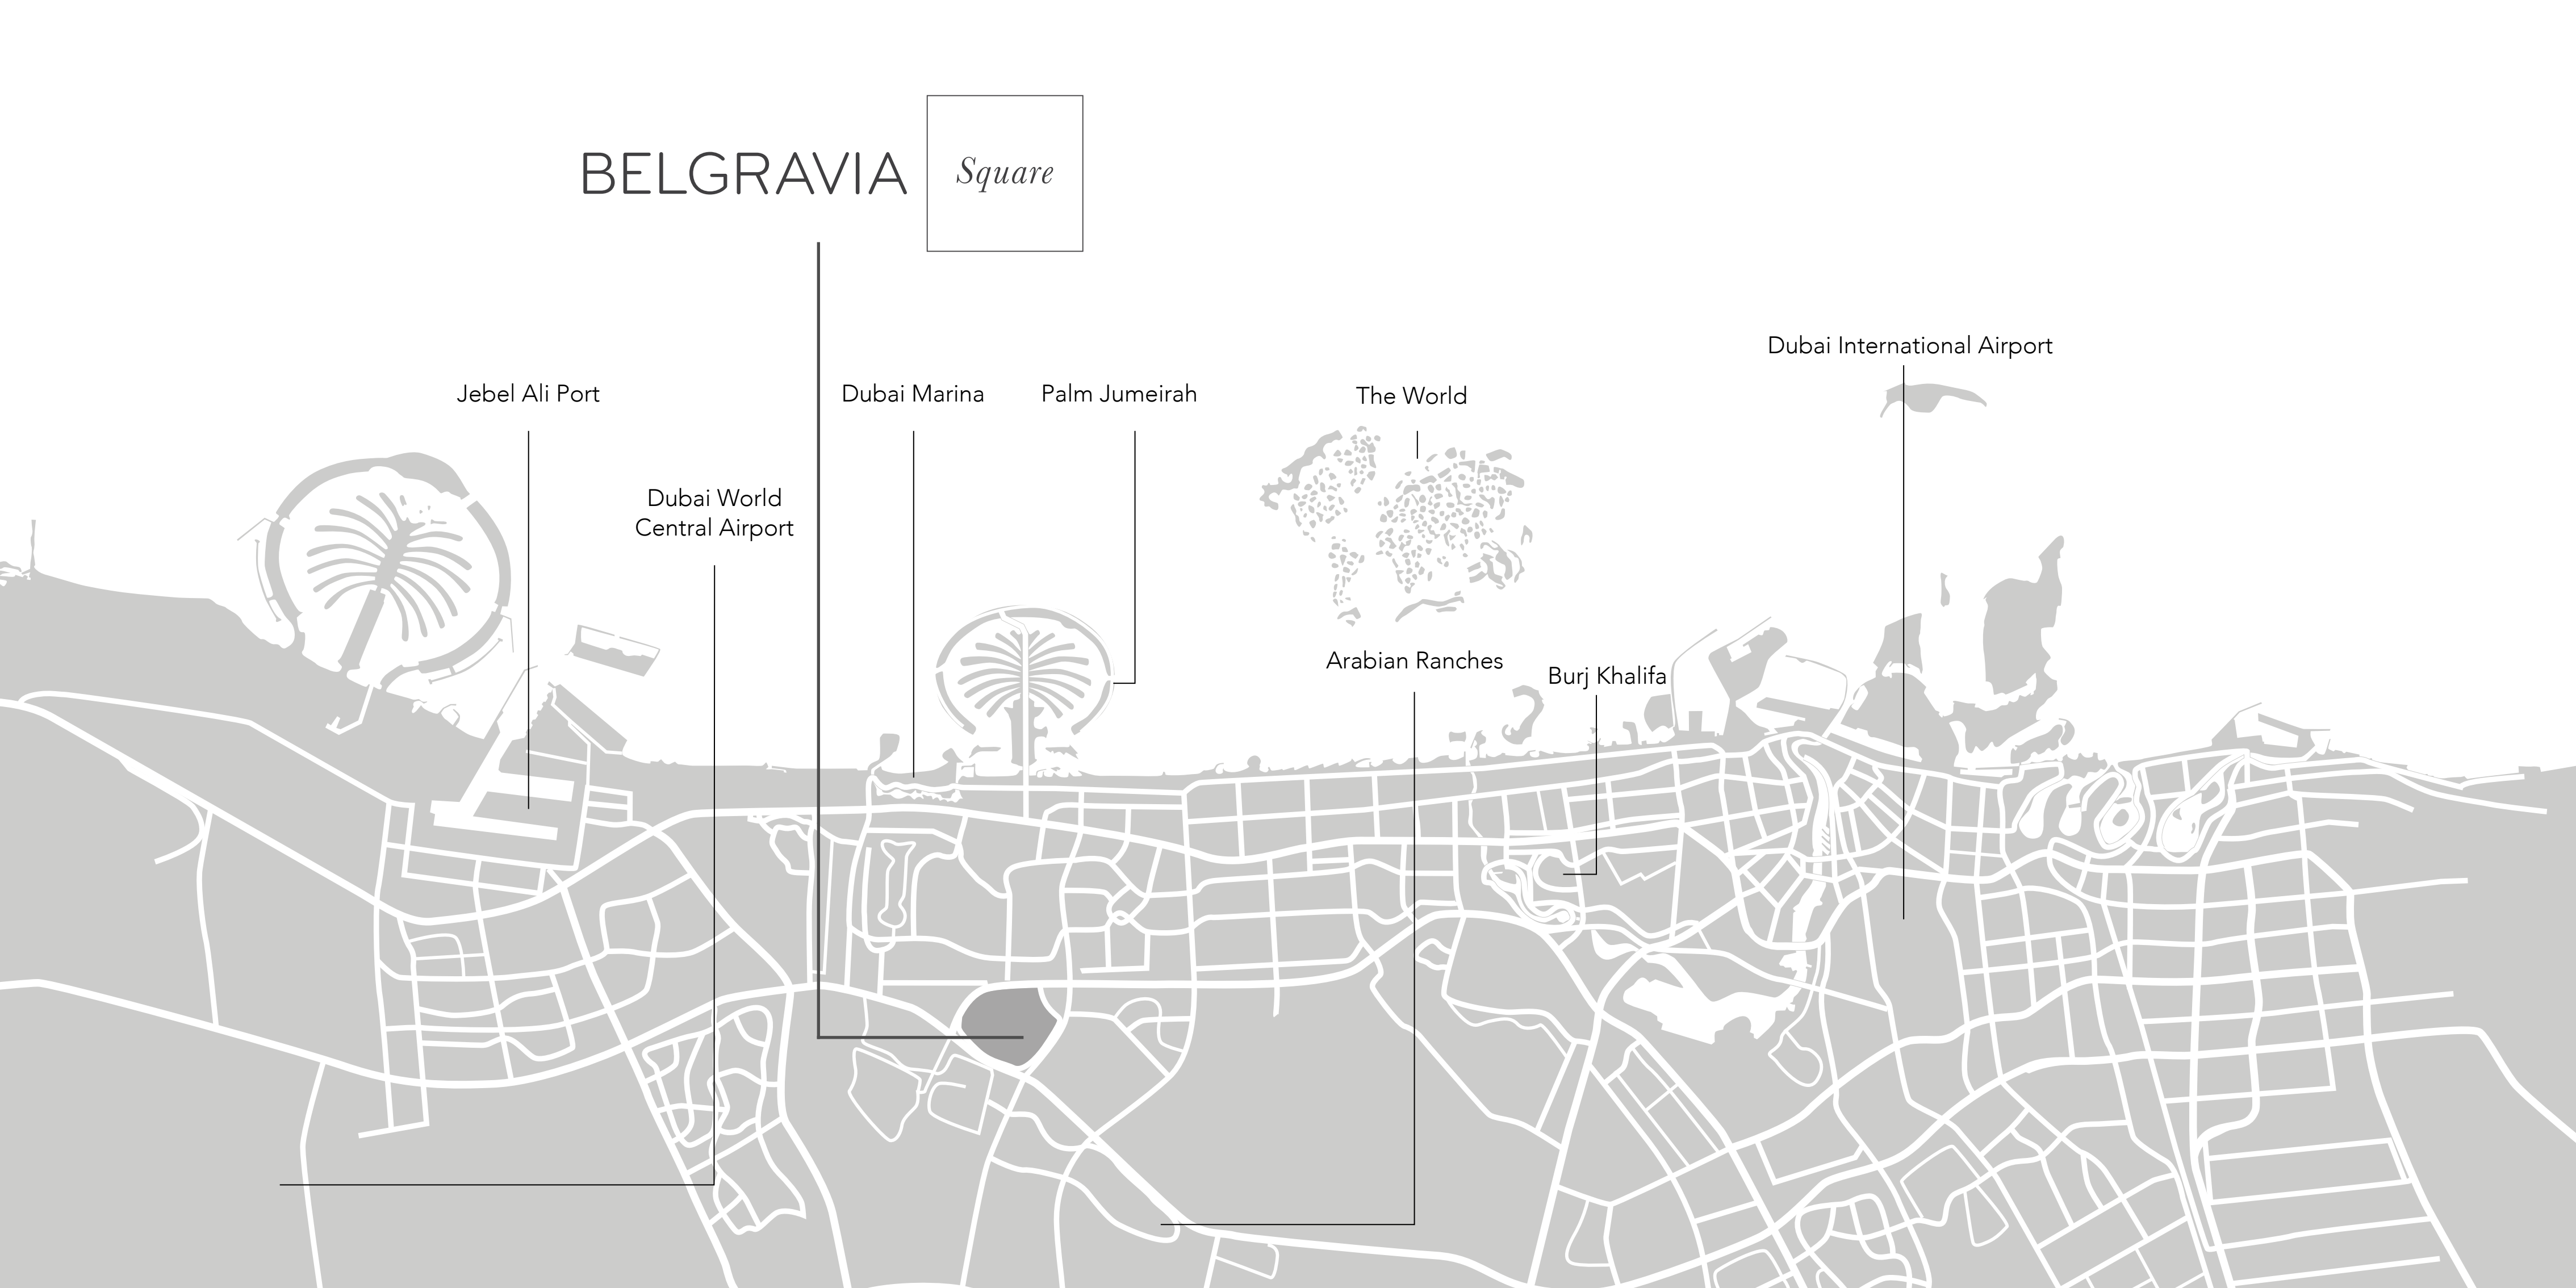 BELGRAVIA Square
Dubai International Airport
Jebel Ali Port
Dubai Marina
Palm Jumeirah
The World
Dubai World
Central Airport
Arabian Ranches
Burj Khalifa